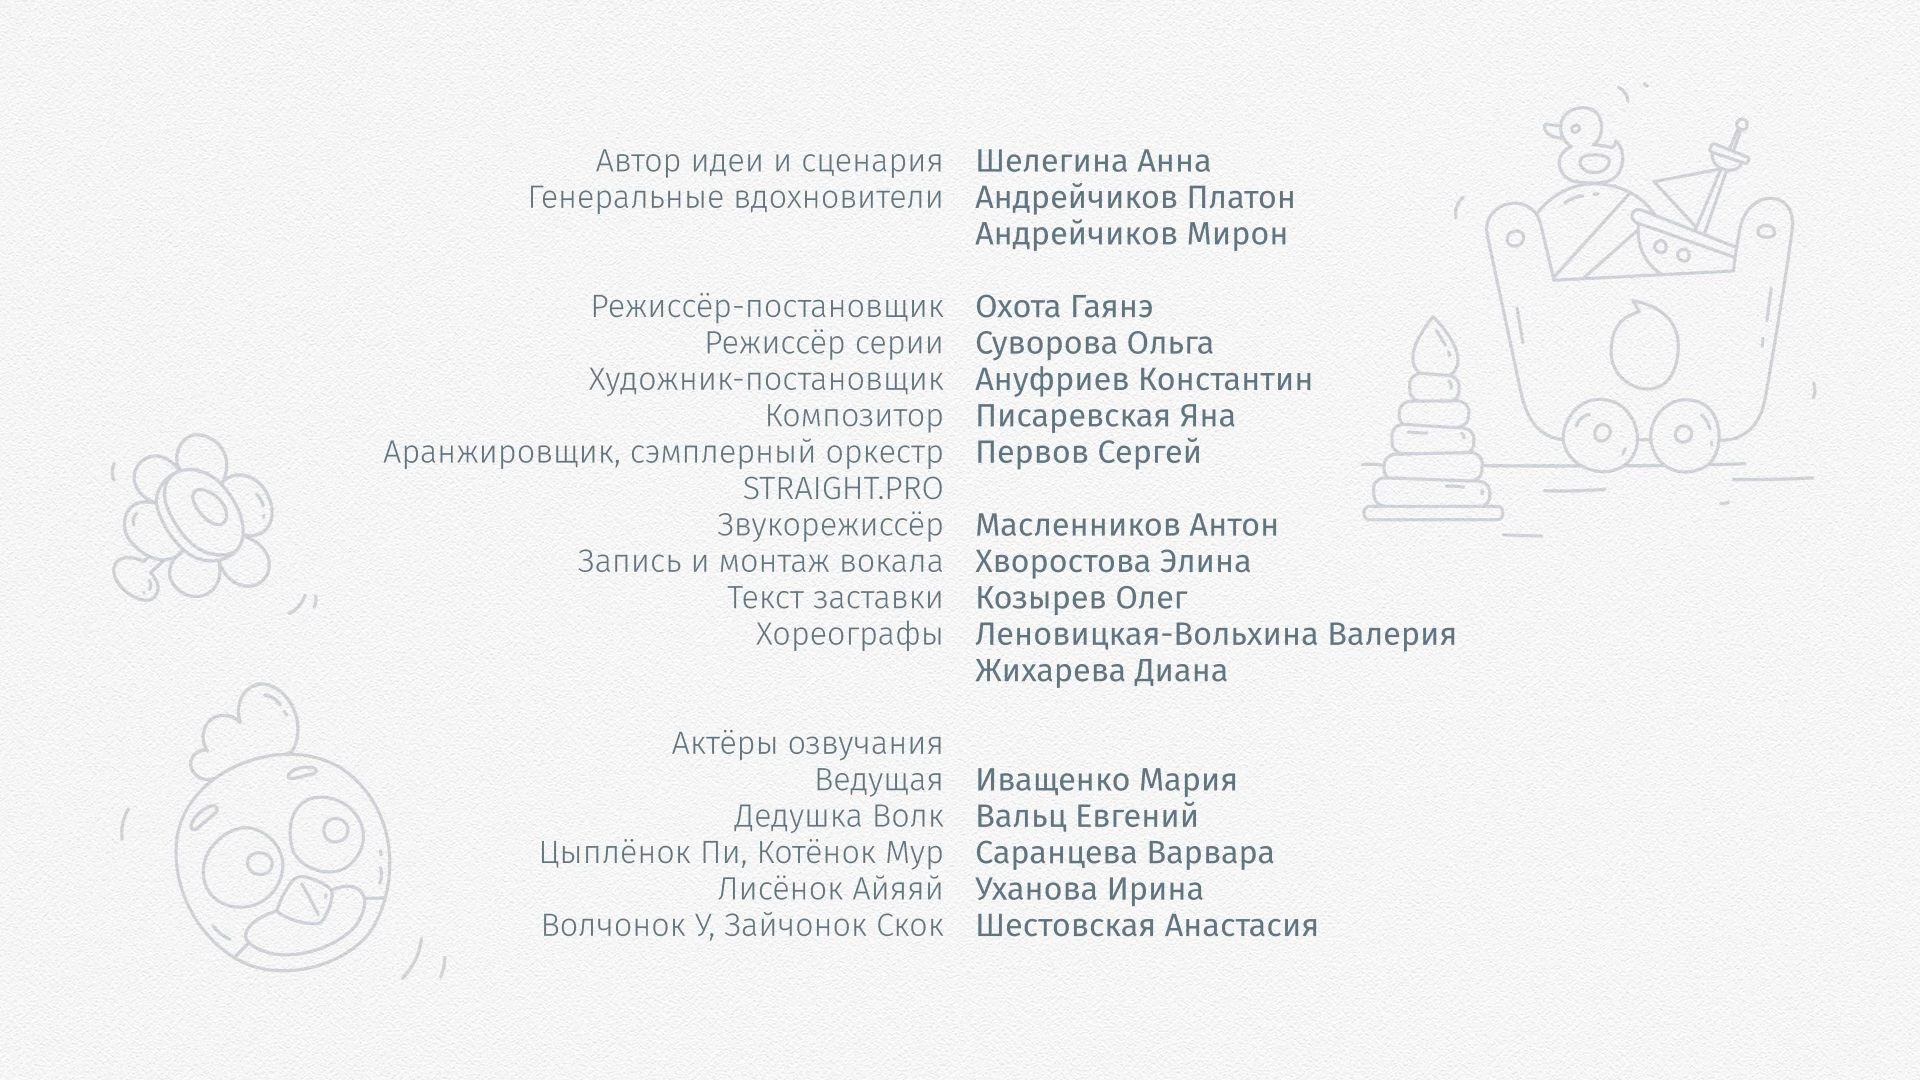 Автор идеи и сценария Шелегина Анна
Генеральные вдохновители Андрейчиков Платон
Андрейчиков Мирон
Режиссёр-постановщик Охота Гаянэ
Режиссёр серии Суворова Ольга
Художник-постановщик Ануфриев Константин
Композитор Писаревская Яна
Аранжировщик, сэмплерный оркестр Первов Сергей
STRAIGHT.PRO
Звукорежиссёр Масленников Антон
Запись и монтаж вокала Хворостова Элина
Текст заставки Козырев Олег
Хореографы Леновицкая-Вольхина Валерия
Жихарева Диана
Актёры озвучания
Ведущая Иващенко Мария
Дедушка Волк Вальц Евгений
Цыплёнок Пи, Котёнок Мур Саранцева Варвара
Лисёнок Айяяй Уханова Ирина
Волчонок У, Зайчонок Скок Шестовская Анастасия